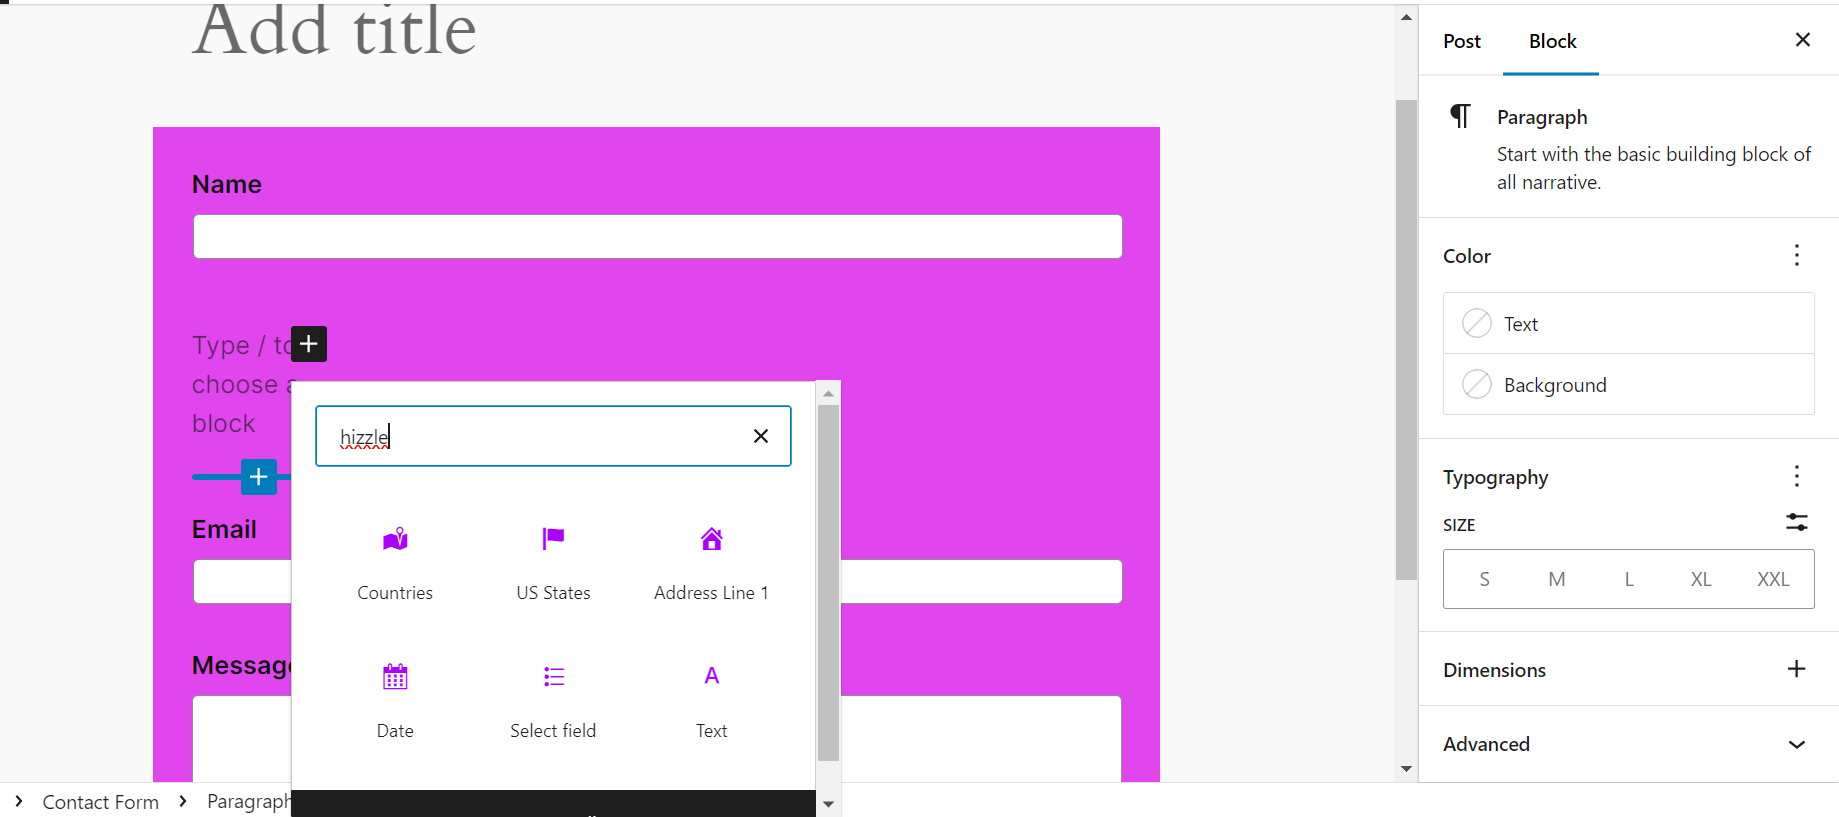 Add title
Name
Type / to
choose a
block
hizzle
Countries
US States
Address Line 1
Date
Select field
Text
Email
Message
Contact Form
Paragraph
Post
Block
Paragraph
Start with the basic building block of
all narrative.
Color
Text
Background
Typography
SIZE
S M L XL XXL
Dimensions
Advanced